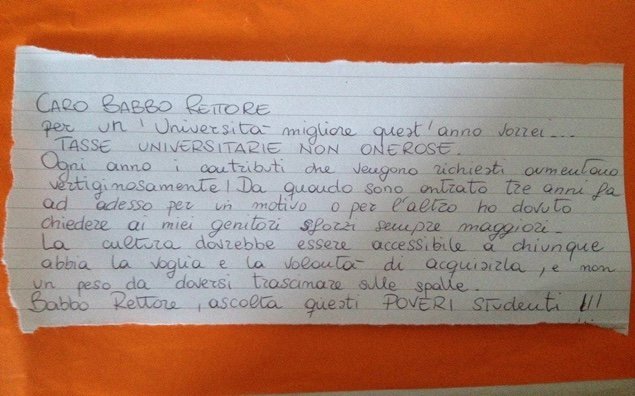 CARO BABBO RETTORE
per un' Università migliore quest'anno vorrei...
TASSE UNIVERSITARIE NON ONEROSE.
Ogni anno i contributi che vengono richiesti aumentano
vertiginosamente! Da quando sono entrato tre anni fa
ad adesso per un motivo o per l'altro ho dovuto
chiedere ai miei genitori sforzi sempre maggiori.
La cultura dovrebbe essere accessibile a chiunque
abbia la voglia e la volontà di acquisirla, e non
un peso da doversi trascinare sulle spalle.
Babbo Rettore, ascolta questi POVERI STUDENTI !!!